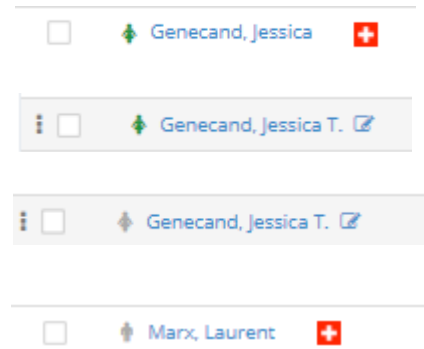 Genecand, Jessica
Genecand, Jessica T.
Genecand, Jessica T.
Marx, Laurent